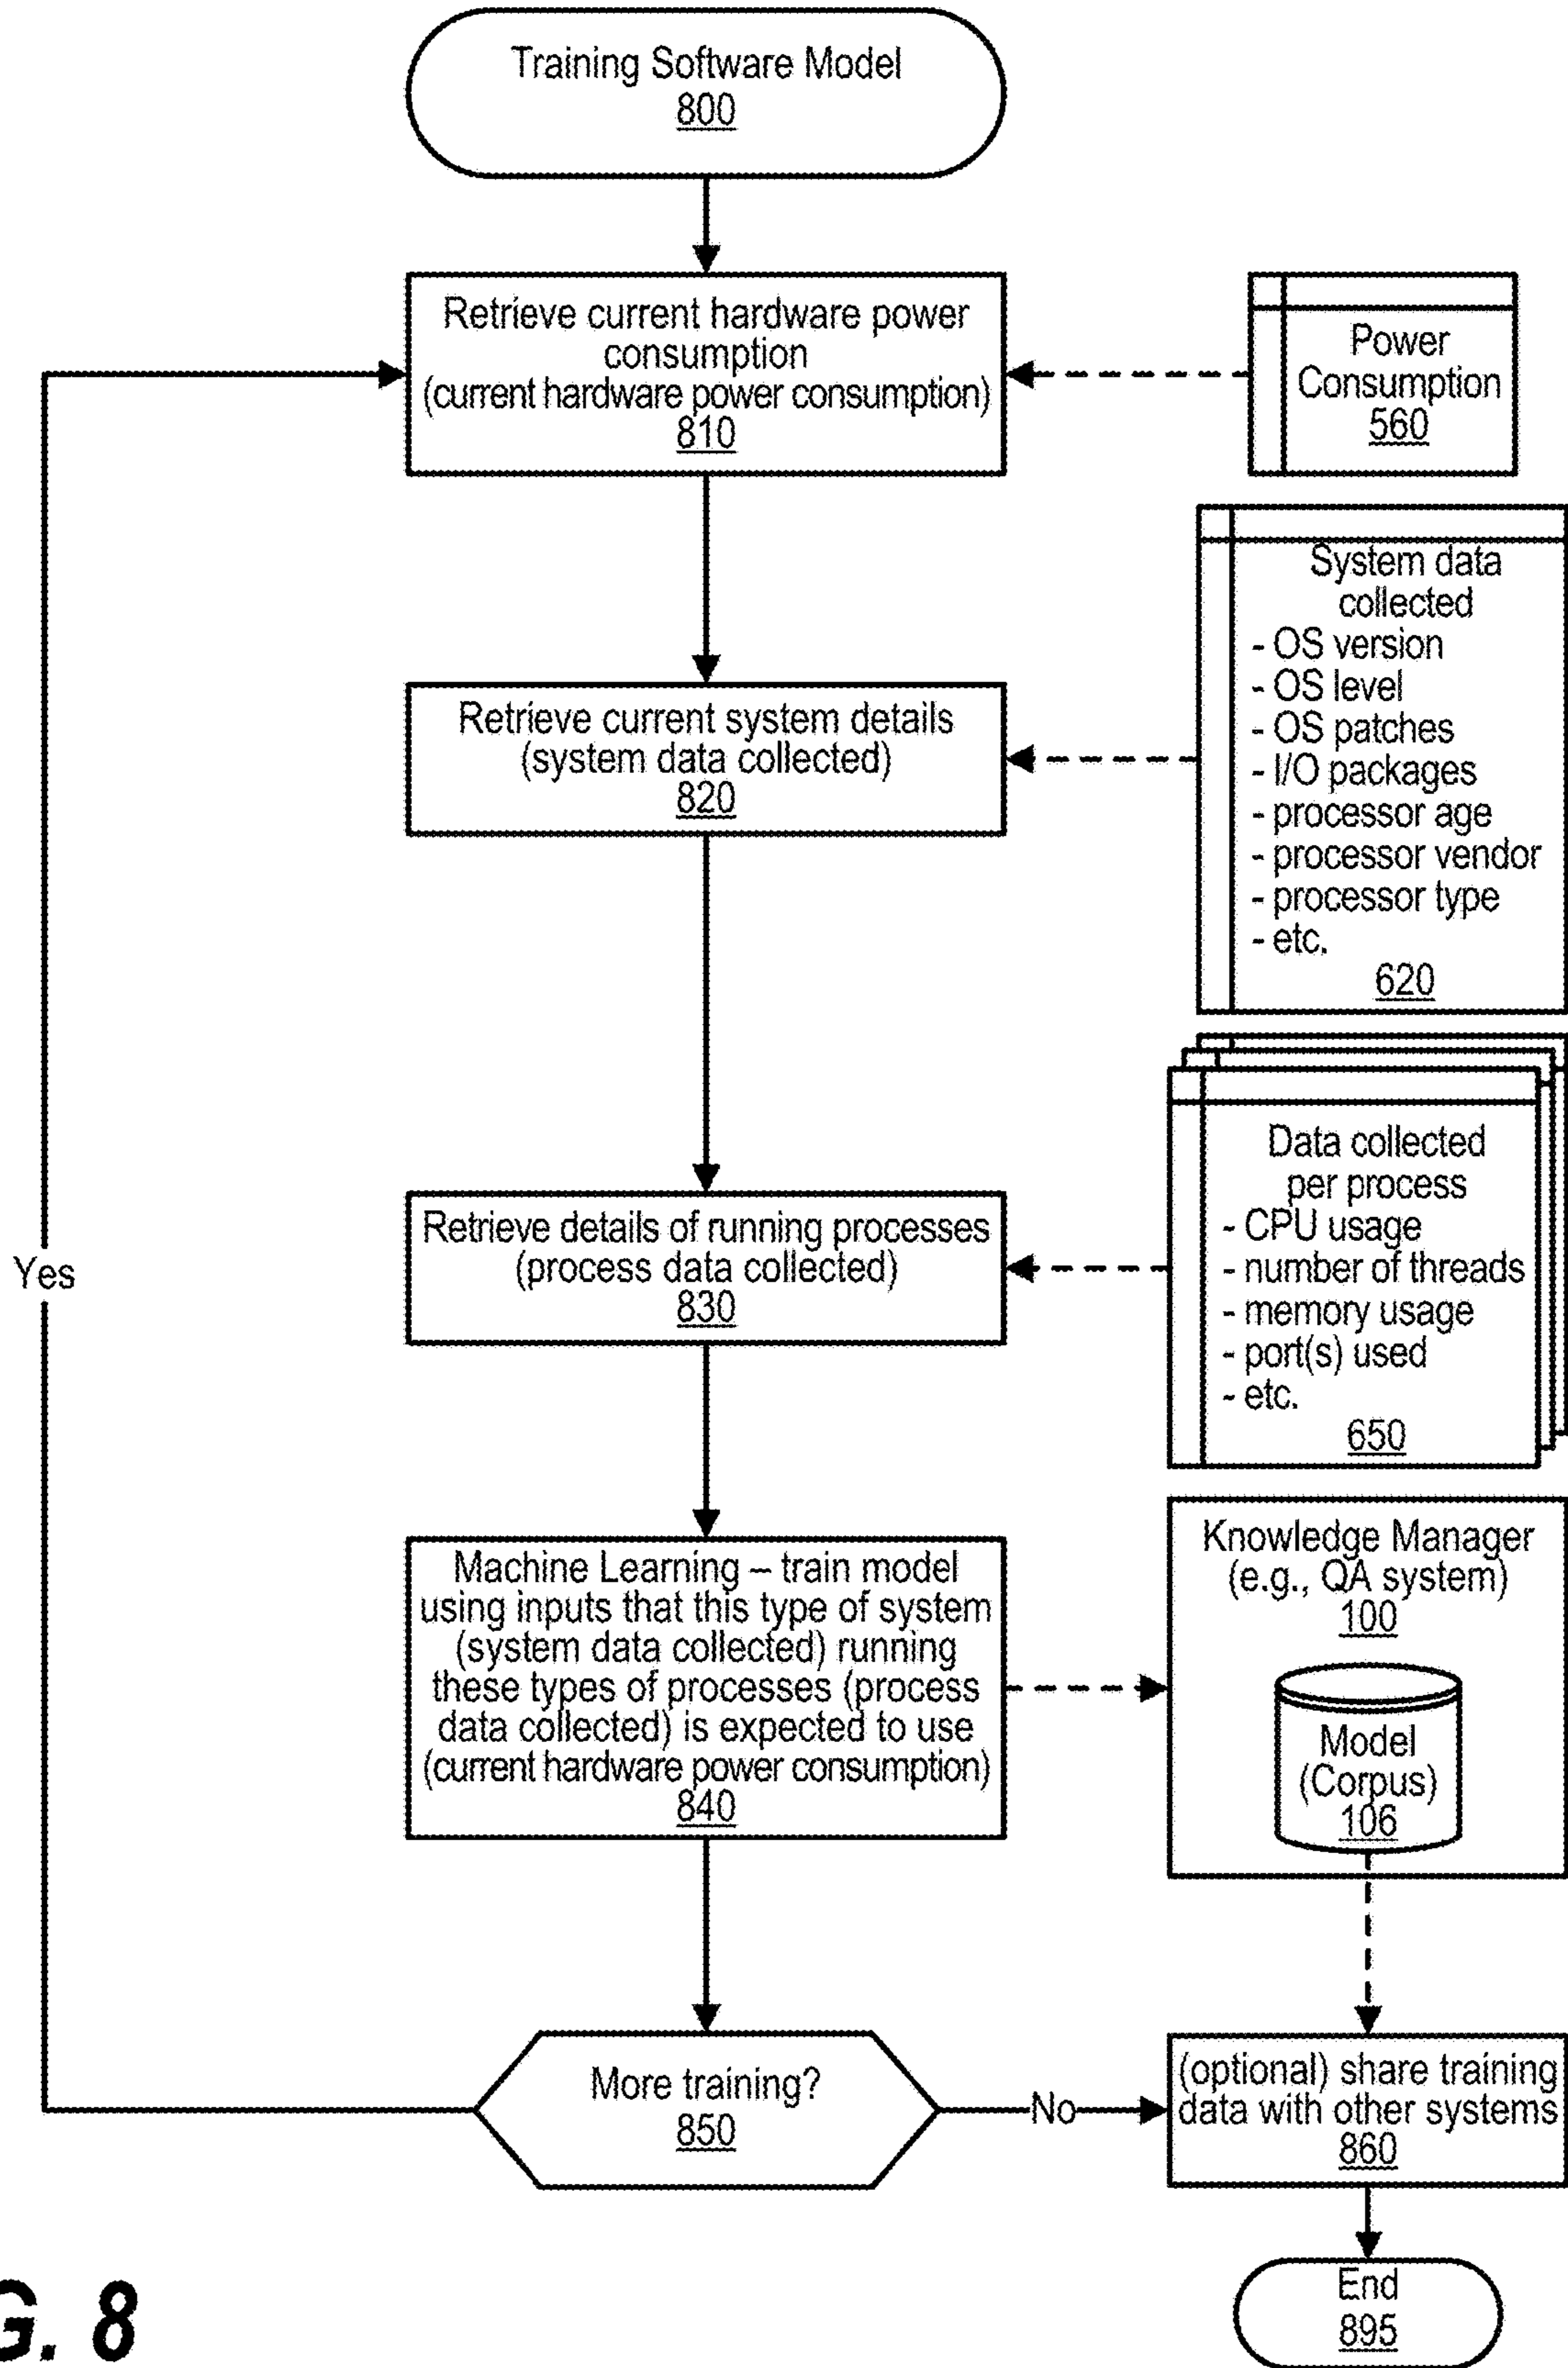 Training Software Model
800
Retrieve current hardware power
consumption
(current hardware power consumption)
810
Power
Consumption
560
System data
collected
- OS version
- OS level
- OS patches
- I/O packages
- processor age
- processor vendor
- processor type
- etc.
620
Retrieve current system details
(system data collected)
820
Data collected
per process
- CPU usage
- number of threads
- memory usage
- port(s) used
- etc.
650
Retrieve details of running processes
(process data collected)
830
Yes
Knowledge Manager
(e.g., QA system)
100
Model
(Corpus)
106
Machine Learning – train model
using inputs that this type of system
(system data collected) running
these types of processes (process
data collected) is expected to use
(current hardware power consumption)
840
More training?
850
No
(optional) share training
data with other systems
860
End
895
G. 8